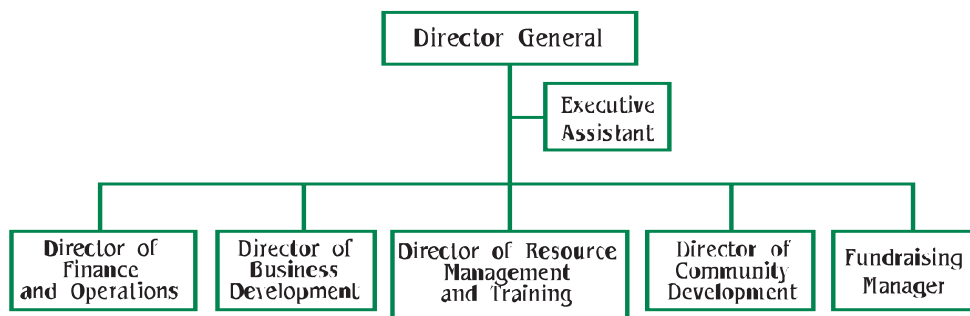 Director General
Executive
Assistant
Director of
Finance
and Operations
Director of
Business
Development
Director of Resource
Management
and Training
Director of
Community
Development
Fundraising
Manager